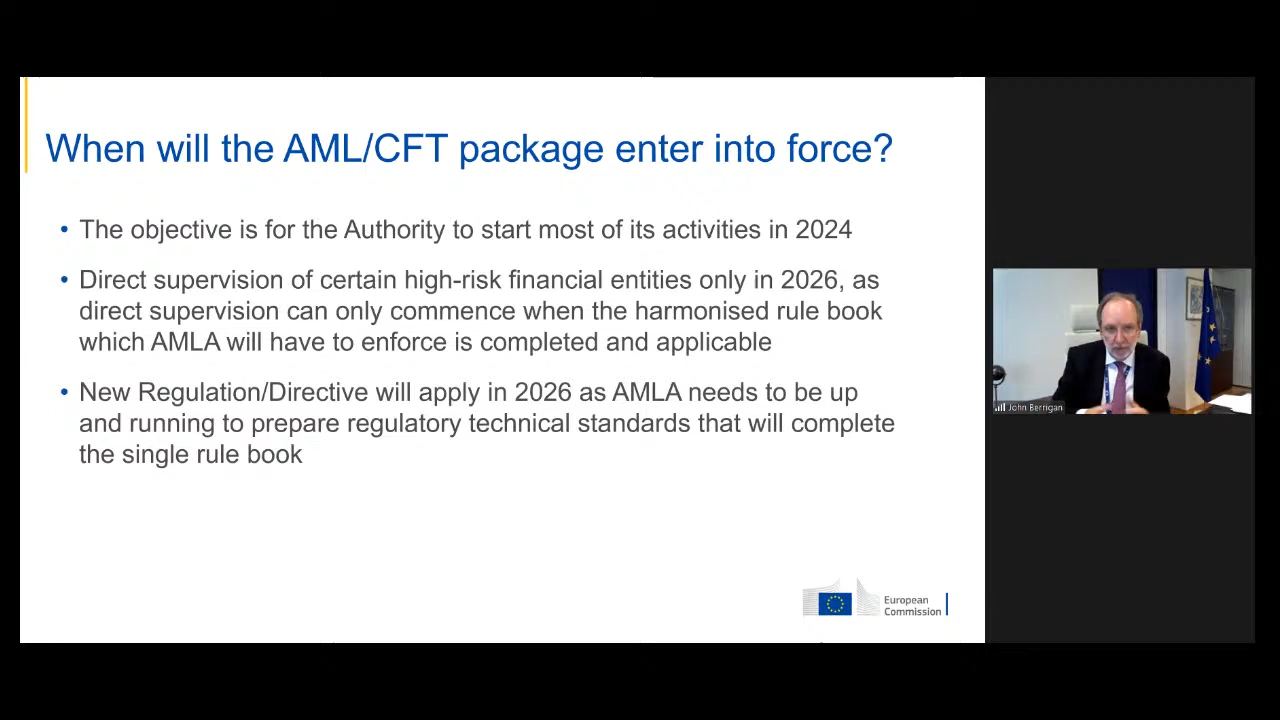 When will the AML/CFT package enter into force?
• The objective is for the Authority to start most of its activities in 2024
• Direct supervision of certain high-risk financial entities only in 2026, as
direct supervision can only commence when the harmonised rule book
which AMLA will have to enforce is completed and applicable
• New Regulation/Directive will apply in 2026 as AMLA needs to be up
and running to prepare regulatory technical standards that will complete
the single rule book
John Berrigan
European
Commission